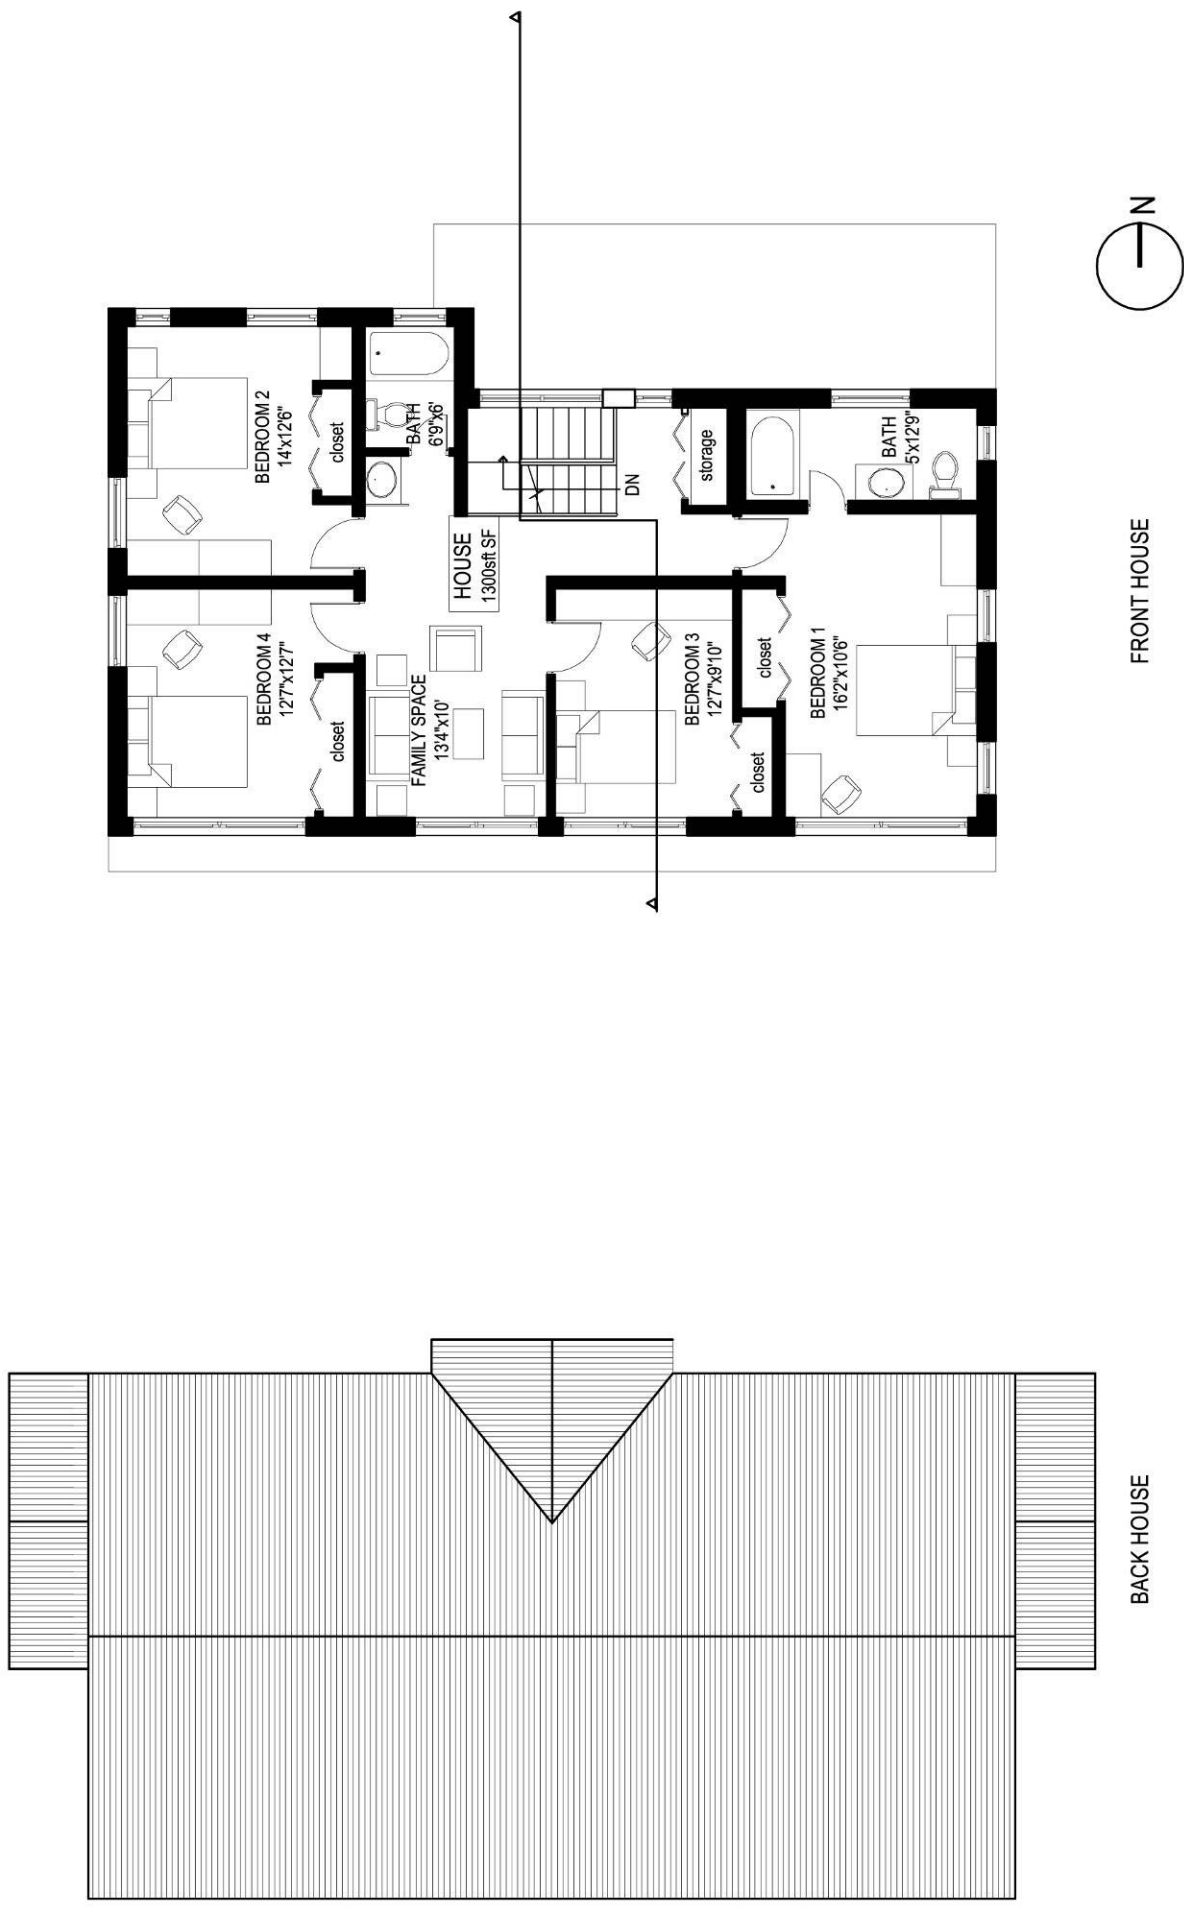 N
BEDROOM 2
14'x12'6"
closet
BATH
6'9"x6'
HOUSE
1300sft SF
DN
storage
BATH
5'x12'9"
BEDROOM 4
12'7"x12'7"
closet
FAMILY SPACE
13'4"x10'
BEDROOM 3
12'7"x9'10"
closet
closet
BEDROOM 1
16'2"x10'6"
FRONT HOUSE
BACK HOUSE